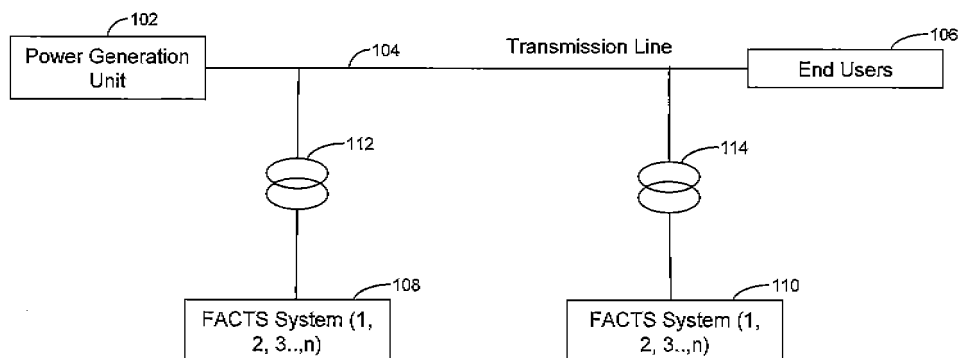 102
Power Generation
Unit
104
Transmission Line
106
End Users
112
114
108
FACTS System (1,
2, 3..,n)
110
FACTS System (1,
2, 3..,n)